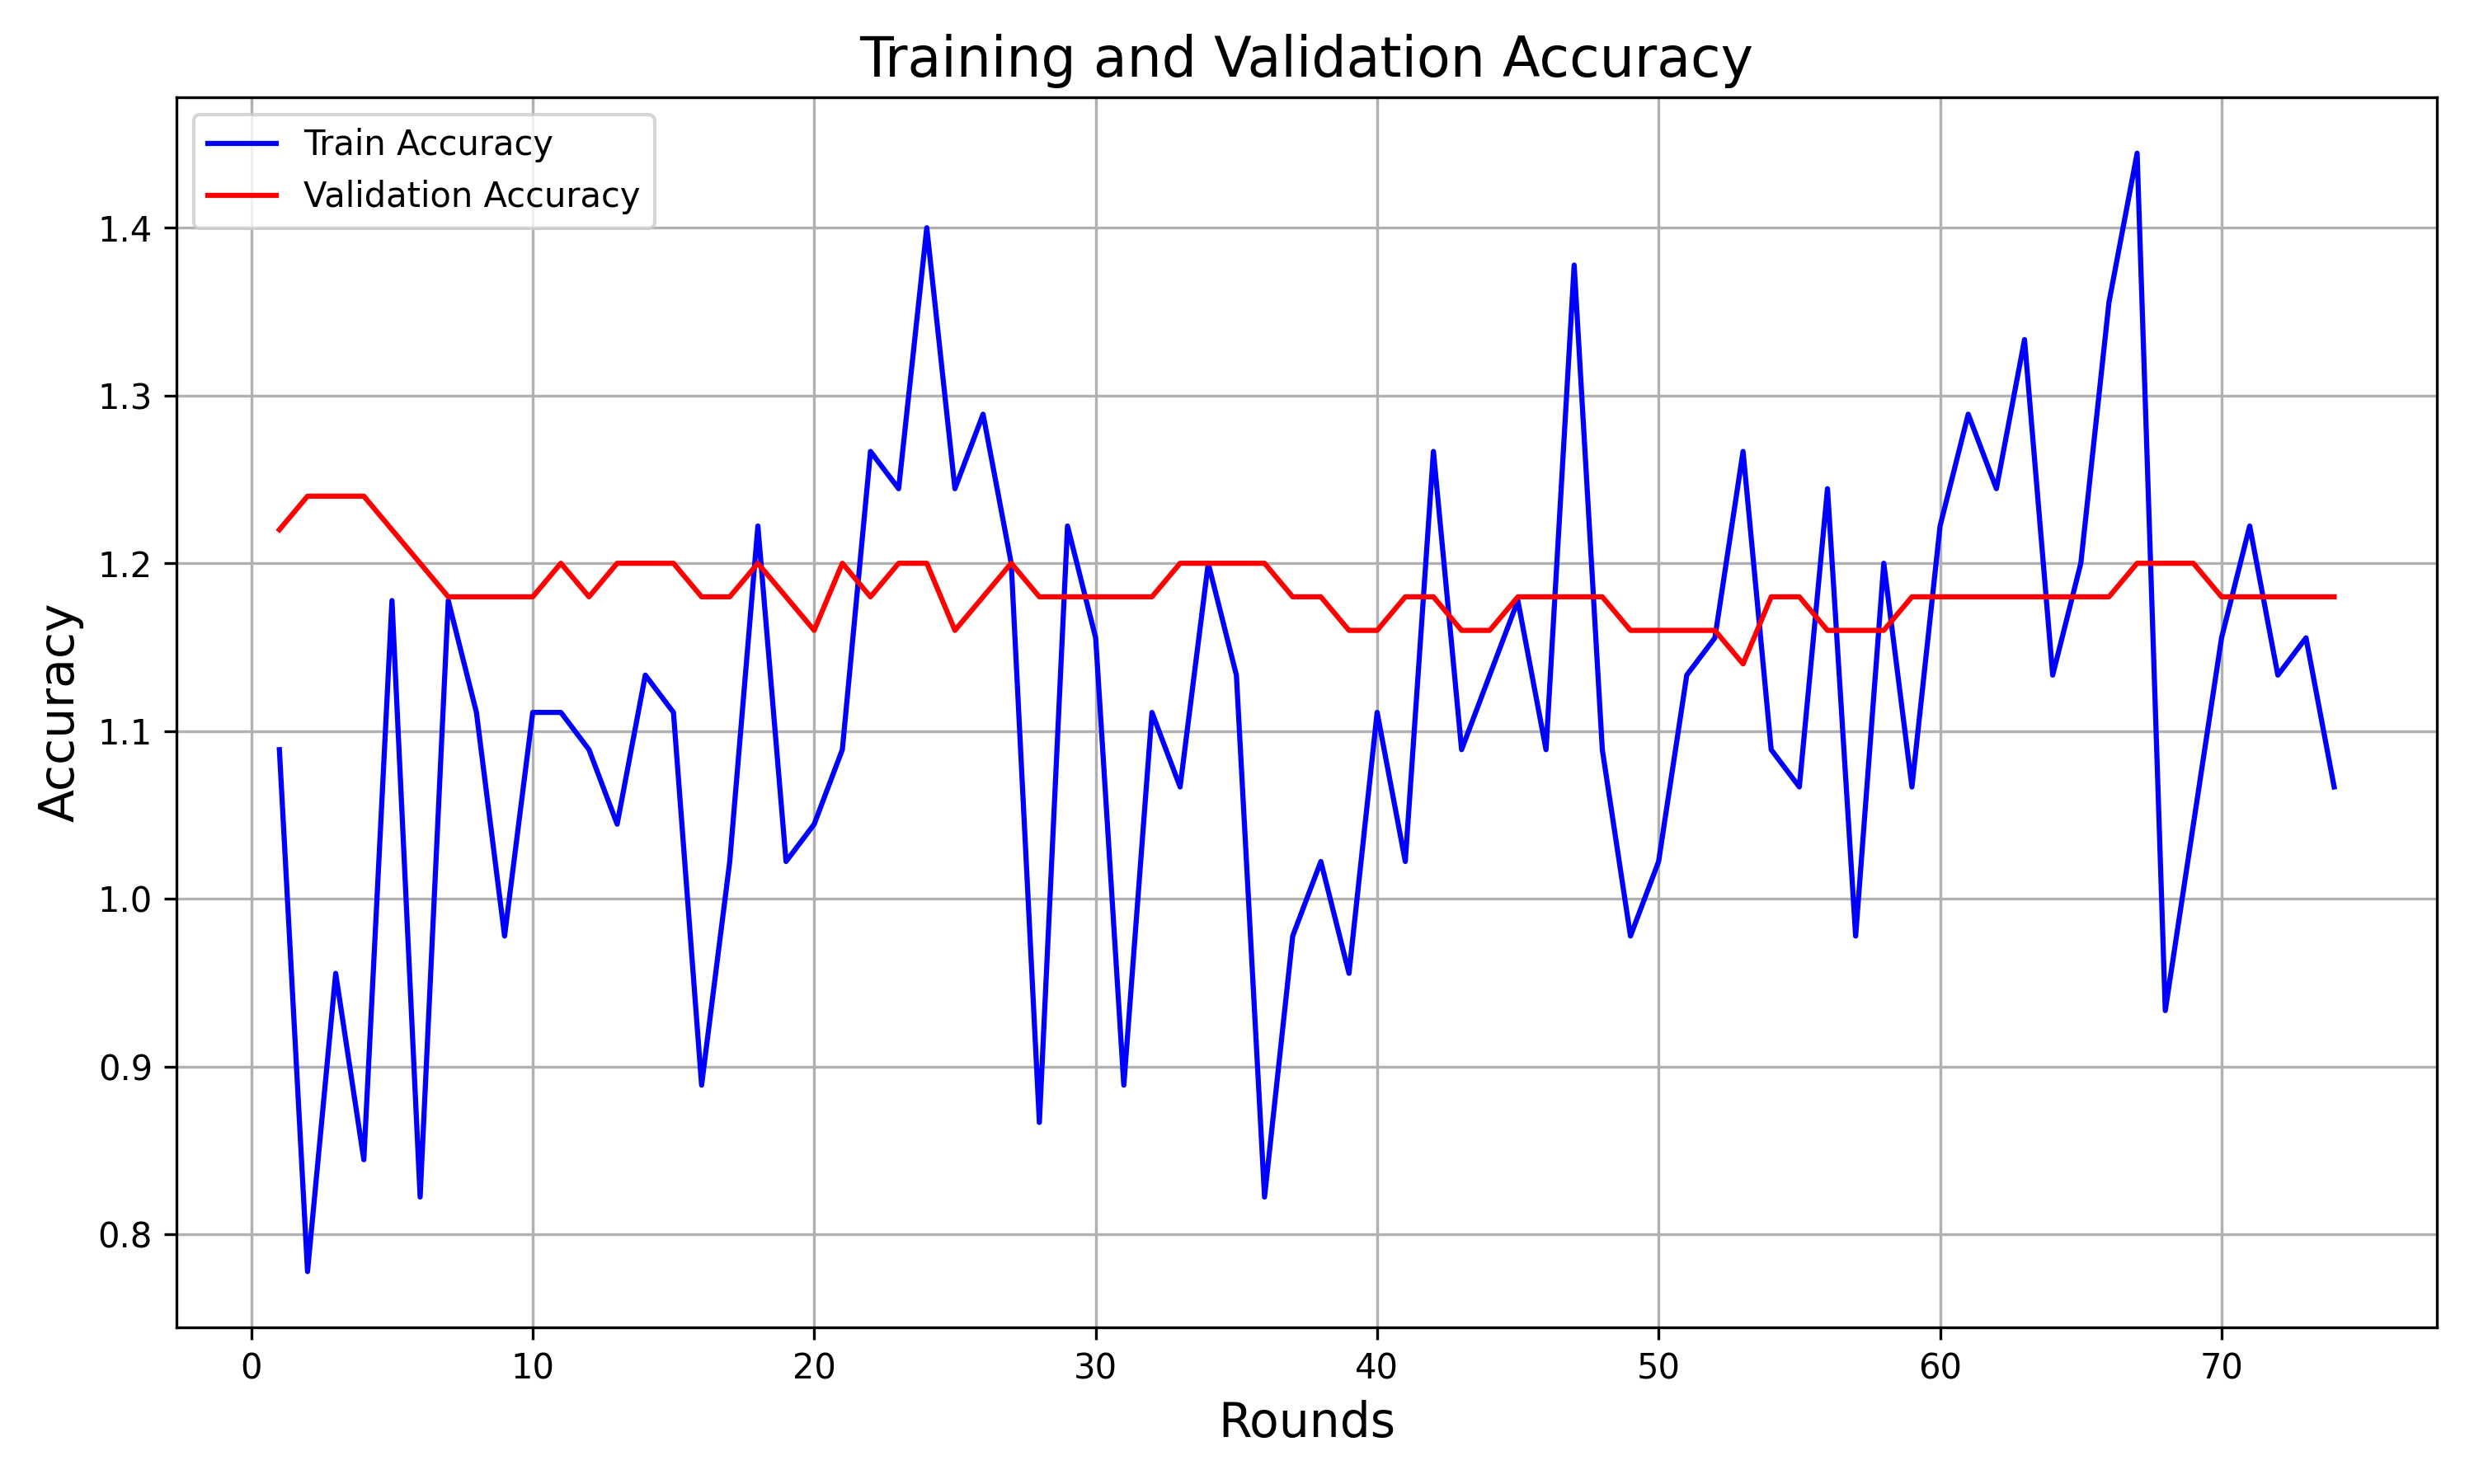 Training and Validation Accuracy
Train Accuracy
Validation Accuracy
Accuracy
1.4
1.3
1.2
1.1
1.0
0.9
0.8
0 10 20 30 40 50 60 70
Rounds